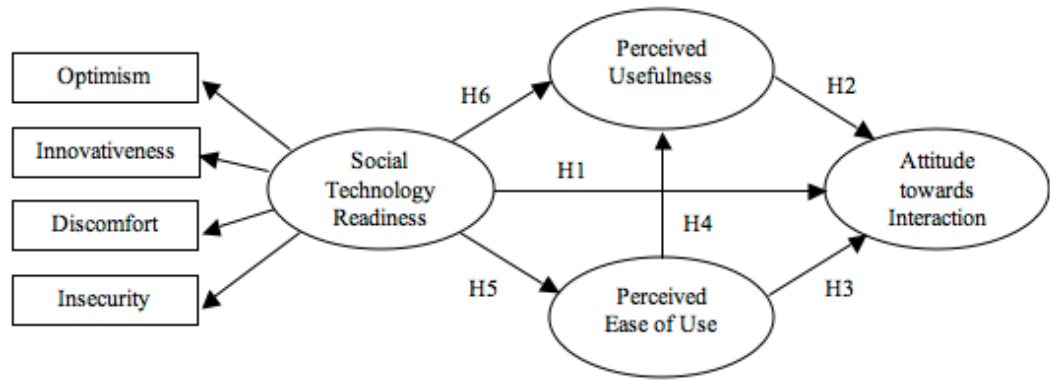 Optimism
Innovativeness
Discomfort
Insecurity
Social
Technology
Readiness
H6
H1
H5
Perceived
Usefulness
H4
Perceived
Ease of Use
H2
H3
Attitude
towards
Interaction